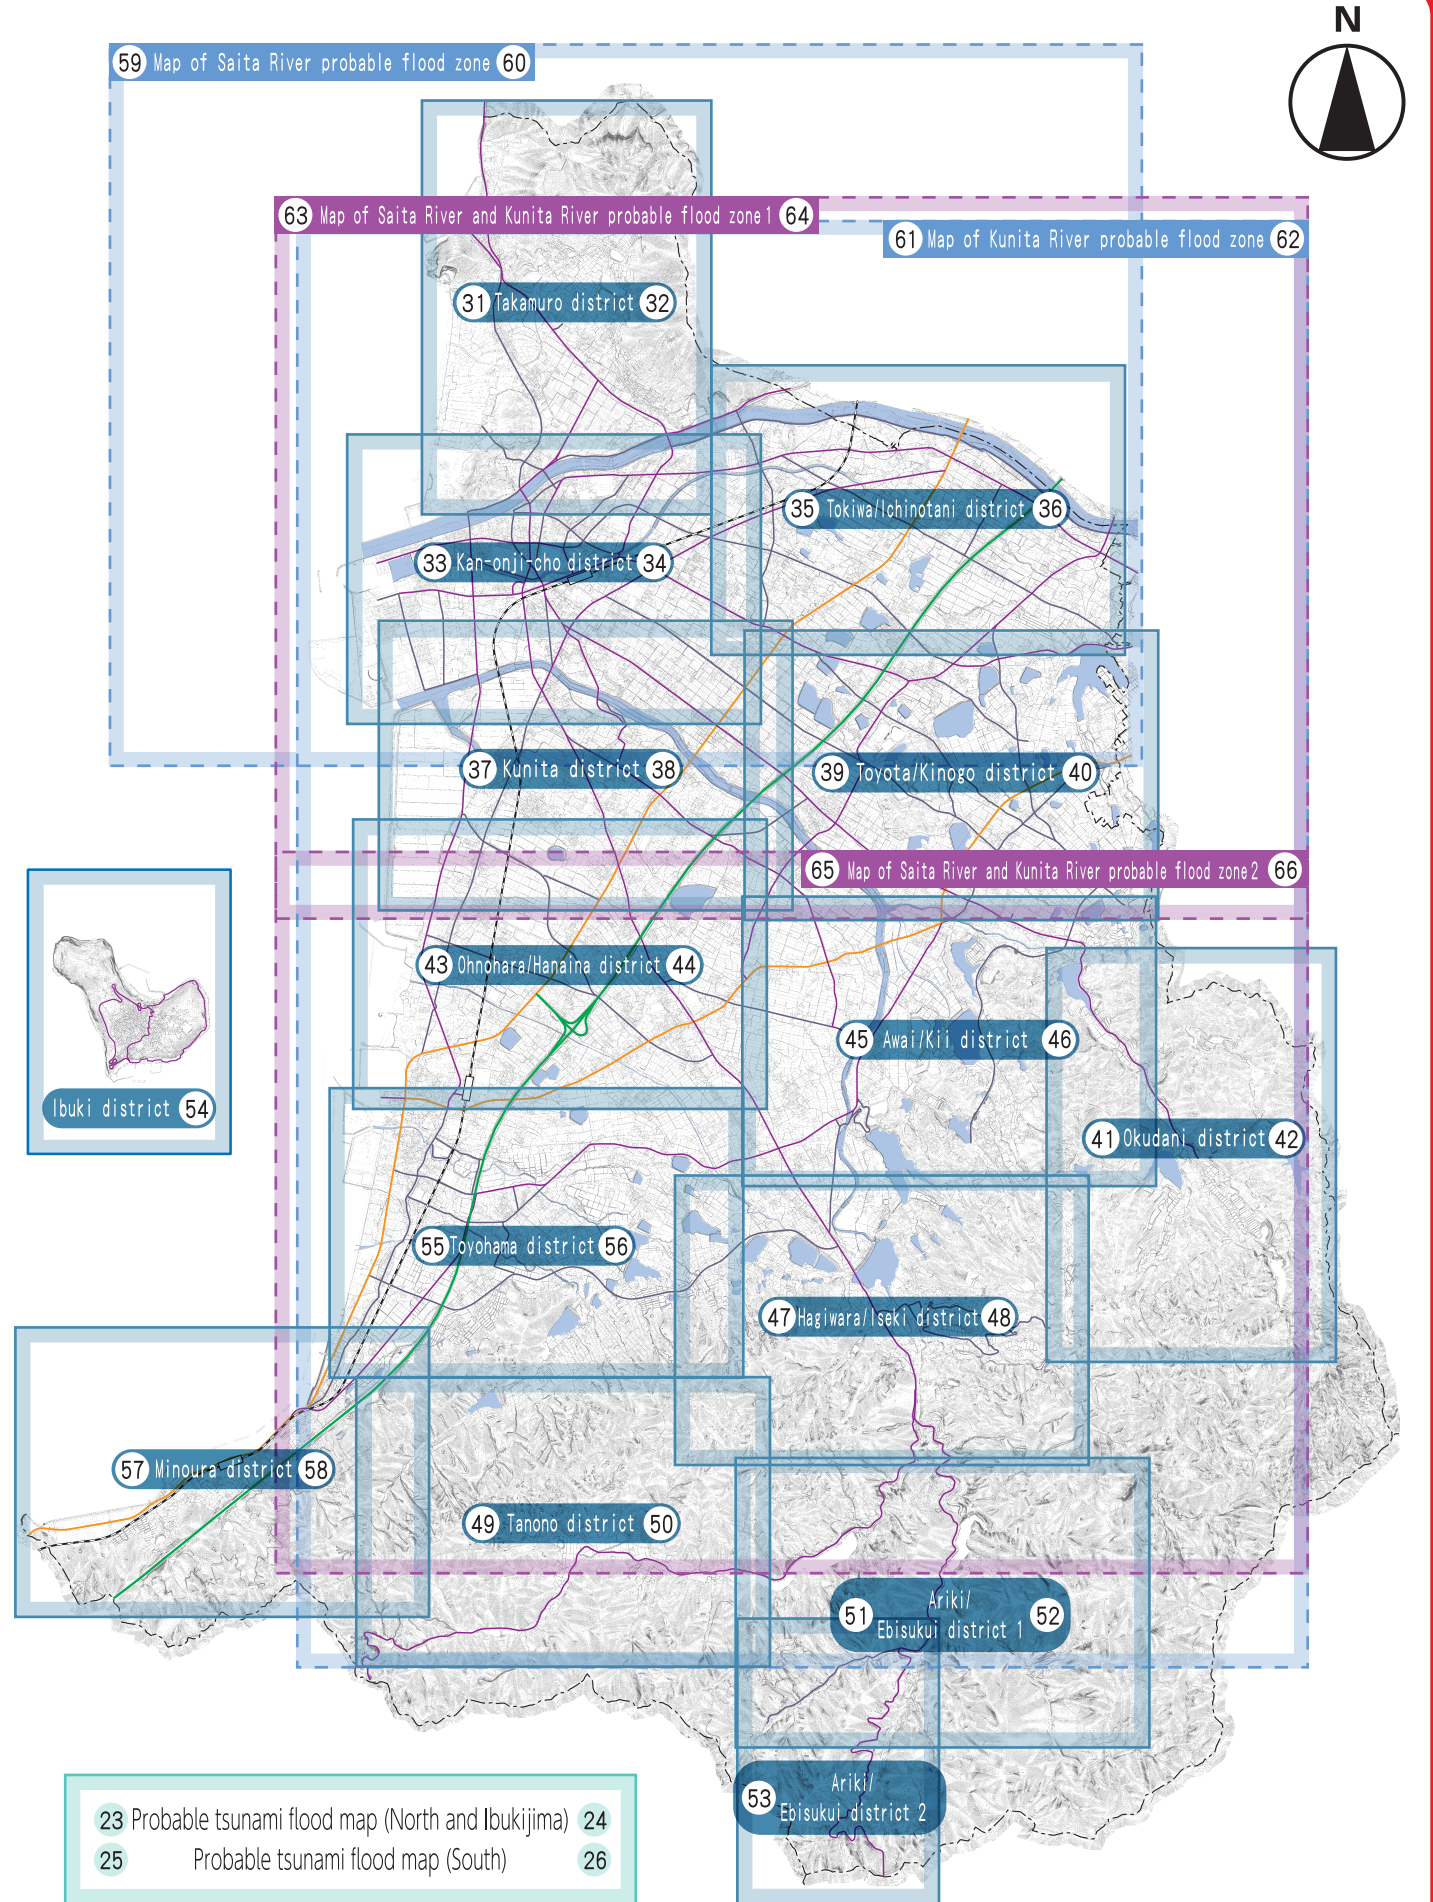 N
59 Map of Saita River probable flood zone 60
63 Map of Saita River and Kunita River probable flood zone 1 64
61 Map of Kunita River probable flood zone 62
31 Takamuro district 32
35 Tokiwa/Ichinotani district 36
33 Kan-onji-cho district 34
37 Kunita district 38
39 Toyota/Kinogo district 40
65 Map of Saita River and Kunita River probable flood zone 2 66
43 Ohnohara/Hanaina district 44
45 Awai/Kii district 46
Ibuki district 54
41 Okudani district 42
55 Toyohama district 56
47 Hagiwara/Iseki district 48
57 Minoura district 58
49 Tanono district 50
51 Ariki/
Ebisukui district 1 52
53 Ariki/
Ebisukui district 2
23 Probable tsunami flood map (North and Ibukijima) 24
25 Probable tsunami flood map (South) 26